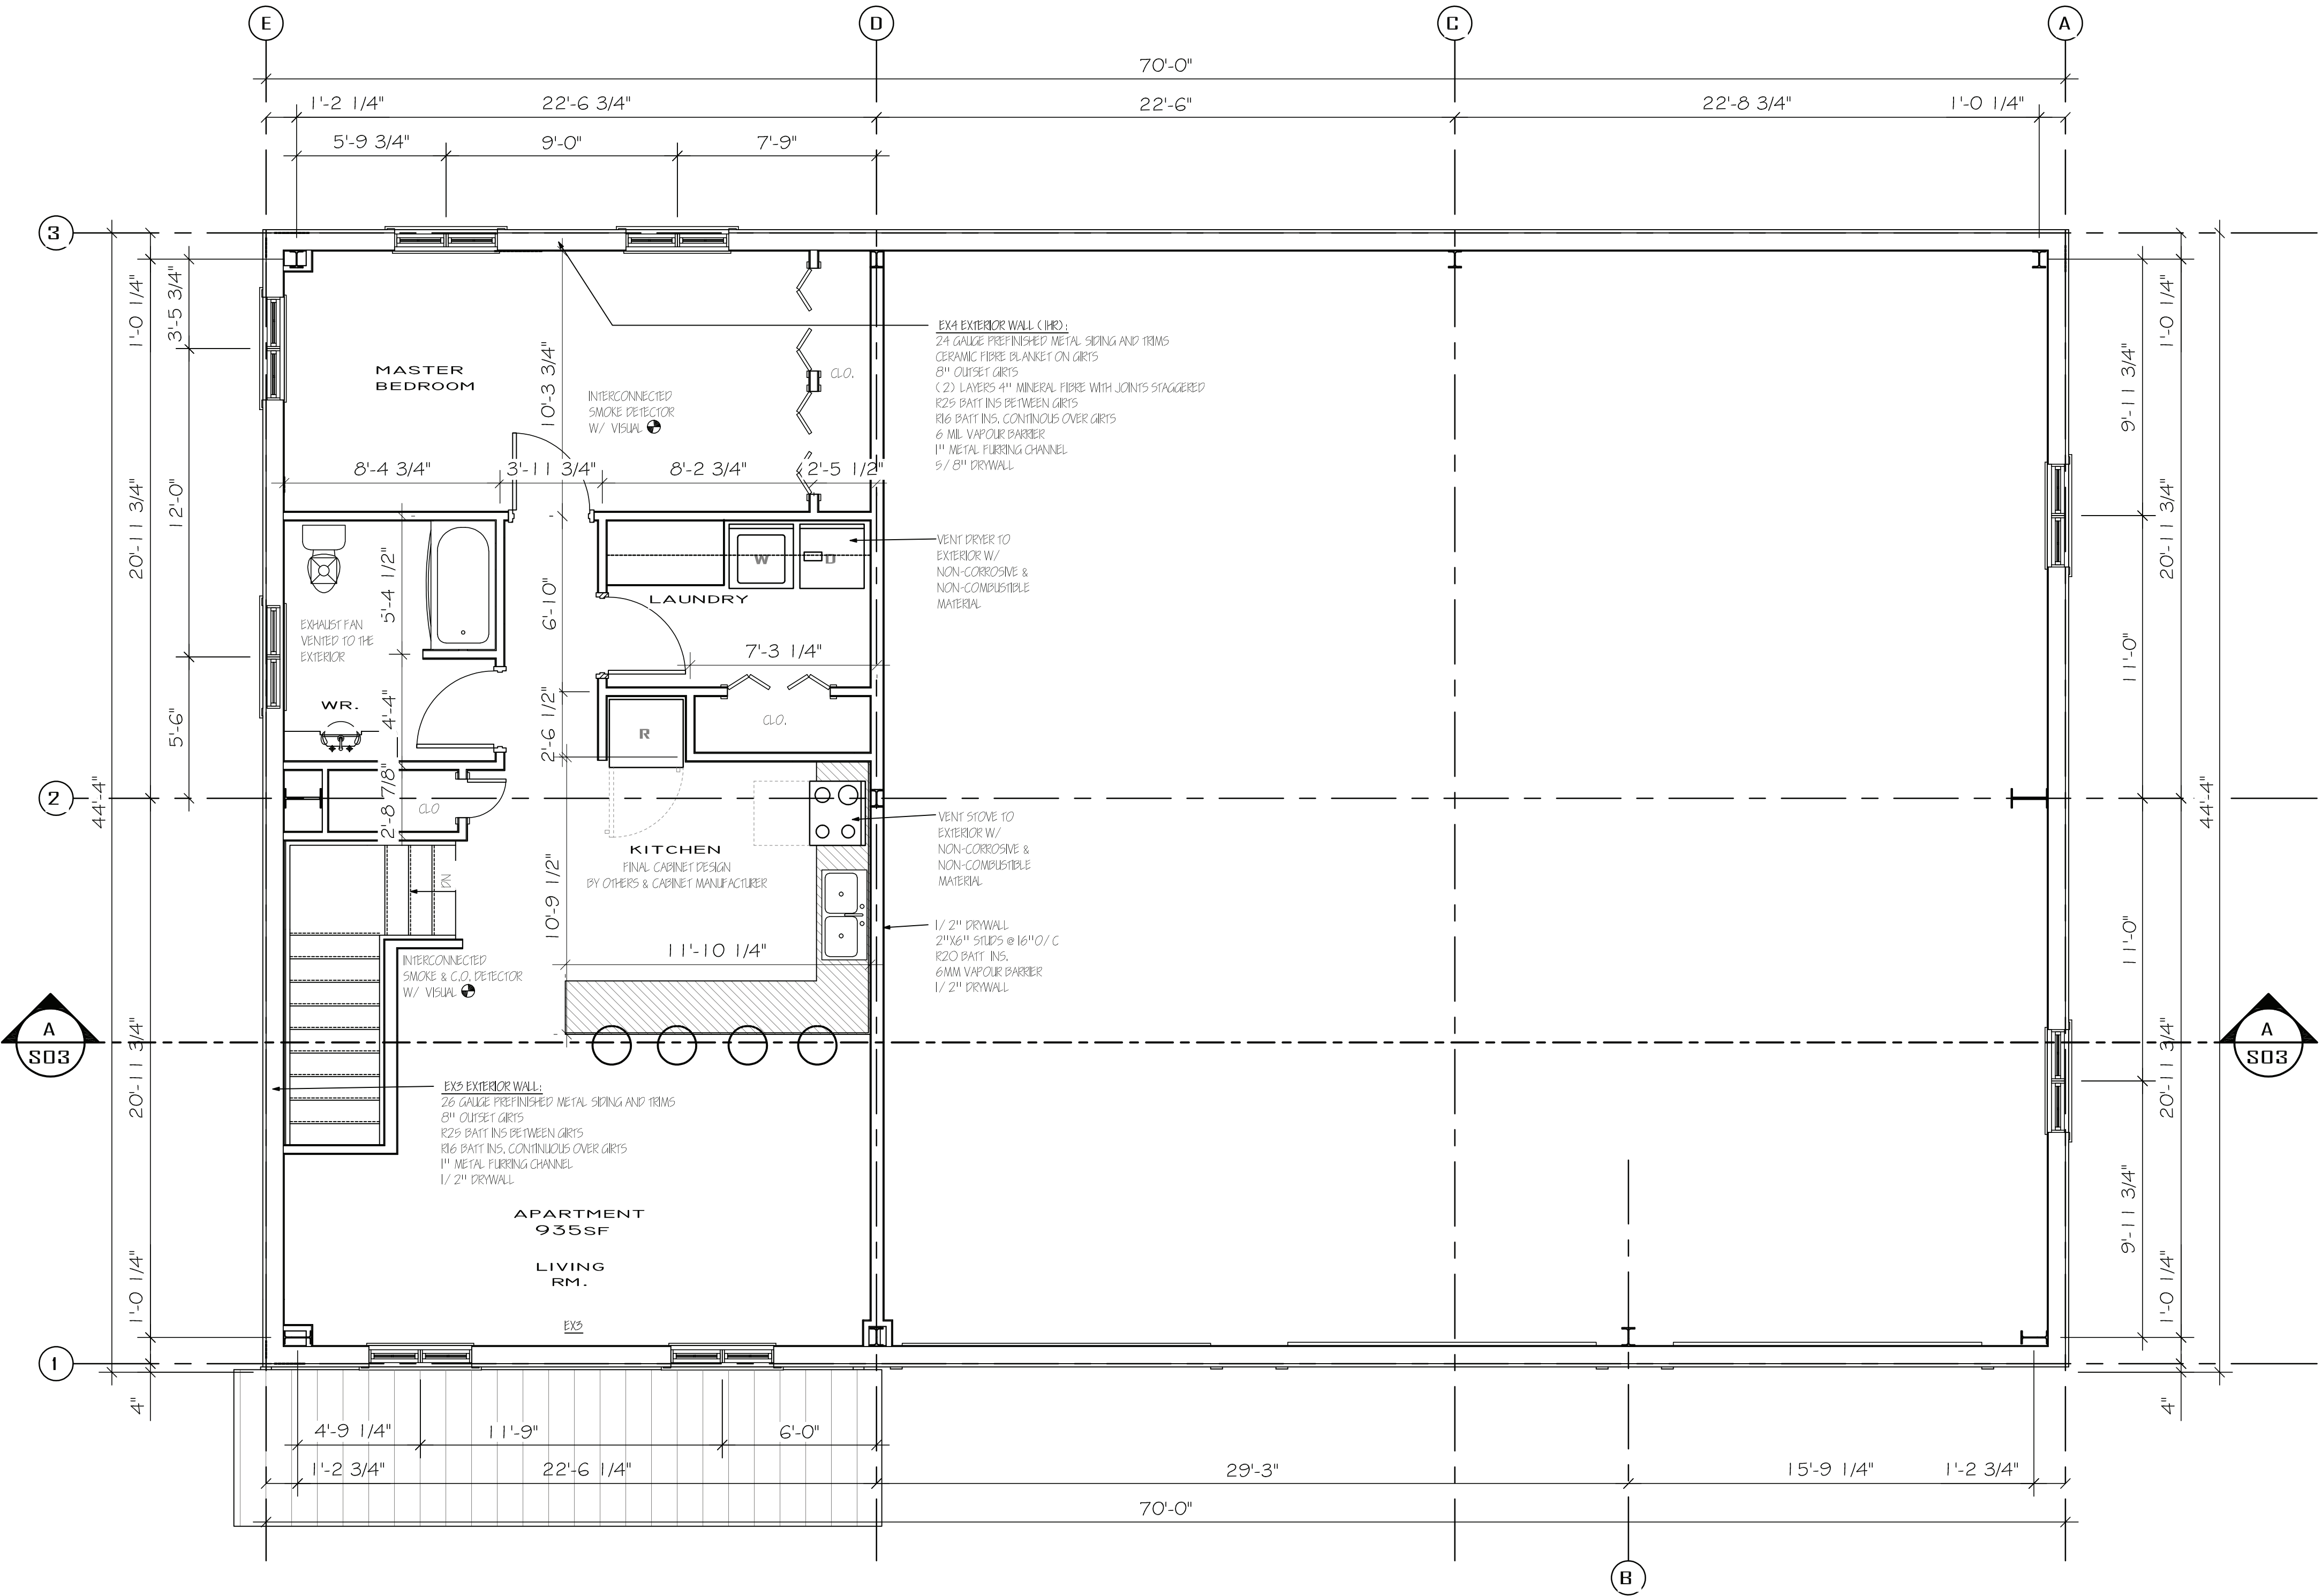 E
D
C
A
70'-0"
1'-2 1/4"
22'-6 3/4"
22'-6"
22'-8 3/4"
1'-0 1/4"
5'-9 3/4"
9'-0"
7'-9"
3
1'-0 1/4"
3'-5 3/4"
20'-11 3/4"
12'-0"
5'-6"
44'-4"
2
20'-11 3/4"
1'-0 1/4"
4"
1
MASTER
BEDROOM
10'-3 3/4"
INTERCONNECTED
SMOKE DETECTOR
W/ VISUAL
CLO.
8'-4 3/4"
3'-11 3/4"
8'-2 3/4"
2'-5 1/2"
EX4 EXTERIOR WALL (1HR):
24 GAUGE PREFINISHED METAL SIDING AND TRIMS
CERAMIC FIBRE BLANKET ON GIRTS
8" OUTSET GIRTS
(2) LAYERS 4" MINERAL FIBRE WITH JOINTS STAGGERED
R25 BATT INS BETWEEN GIRTS
R16 BATT INS. CONTINOUS OVER GIRTS
6 MIL VAPOUR BARRIER
1" METAL FURRING CHANNEL
5/8" DRYWALL
5'-4 1/2"
EXHAUST FAN
VENTED TO THE
EXTERIOR
WR.
4'-4"
6'-10"
W
D
LAUNDRY
7'-3 1/4"
VENT DRYER TO
EXTERIOR W/
NON-CORROSIVE &
NON-COMBUSTIBLE
MATERIAL
2'-6 1/2"
R
CLO.
2'-8 7/8"
CLO
DN
KITCHEN
FINAL CABINET DESIGN
BY OTHERS & CABINET MANUFACTURER
VENT STOVE TO
EXTERIOR W/
NON-CORROSIVE &
NON-COMBUSTIBLE
MATERIAL
10'-9 1/2"
11'-10 1/4"
INTERCONNECTED
SMOKE & C.O. DETECTOR
W/ VISUAL
1/2" DRYWALL
2"X6" STUDS @ 16"O/C
R20 BATT INS.
6MM VAPOUR BARRIER
1/2" DRYWALL
A
S03
A
S03
EX3 EXTERIOR WALL:
26 GAUGE PREFINISHED METAL SIDING AND TRIMS
8" OUTSET GIRTS
R25 BATT INS BETWEEN GIRTS
R16 BATT INS. CONTINUOUS OVER GIRTS
1" METAL FURRING CHANNEL
1/2" DRYWALL
APARTMENT
935SF
LIVING
RM.
EX3
9'-11 3/4"
1'-0 1/4"
20'-11 3/4"
11'-0"
44'-4"
11'-0"
20'-11 3/4"
9'-11 3/4"
1'-0 1/4"
4"
4'-9 1/4"
11'-9"
6'-0"
1'-2 3/4"
22'-6 1/4"
29'-3"
15'-9 1/4"
1'-2 3/4"
70'-0"
B